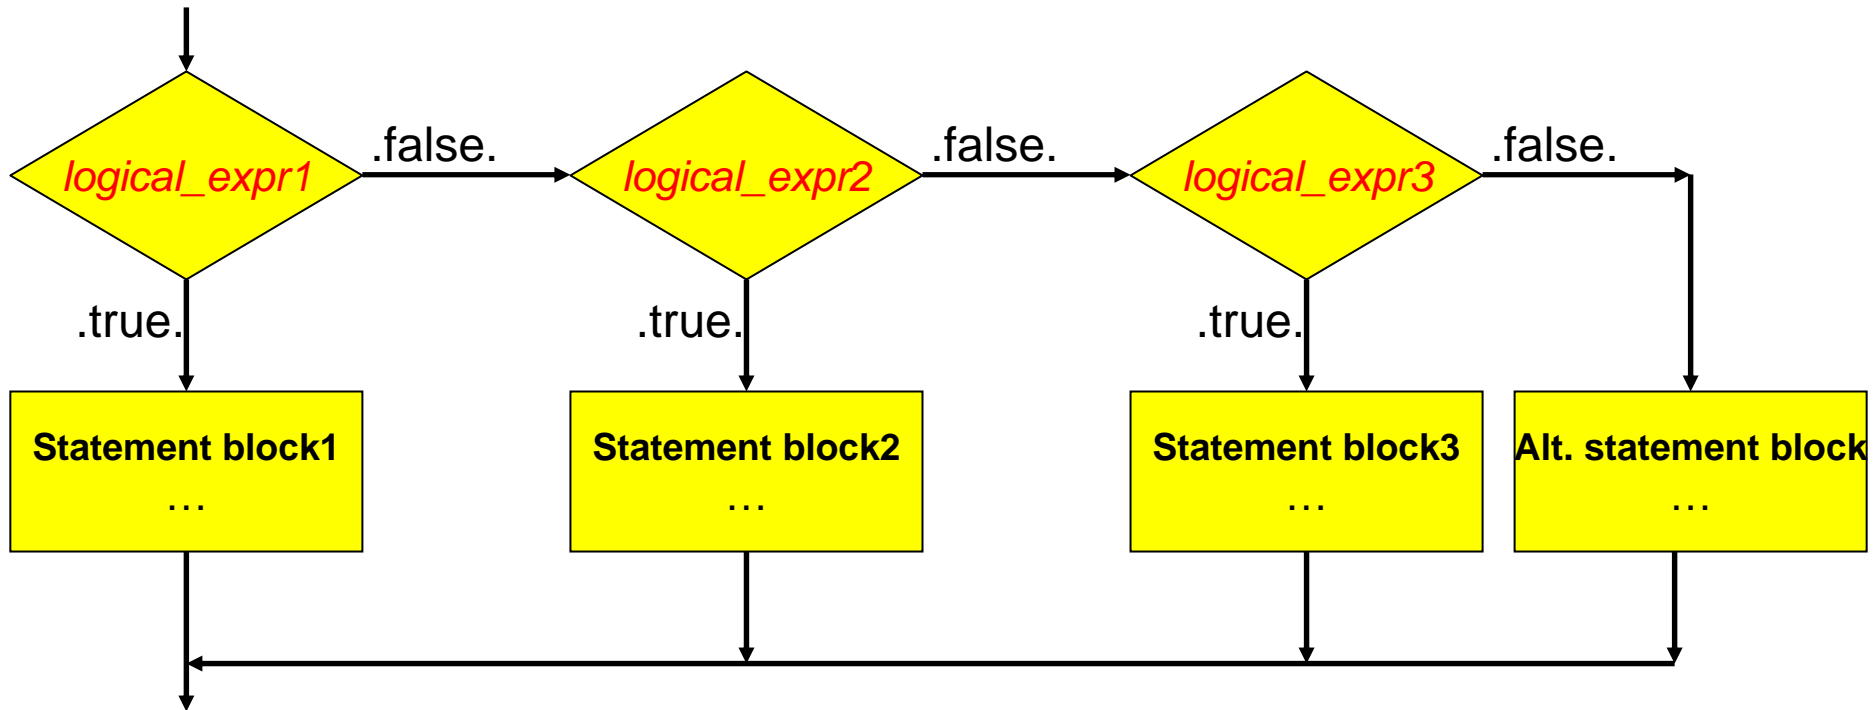 logical_expr1
.false.
logical_expr2
.false.
logical_expr3
.false.
.true.
.true.
.true.
Statement block1
…
Statement block2
…
Statement block3
…
Alt. statement block
…